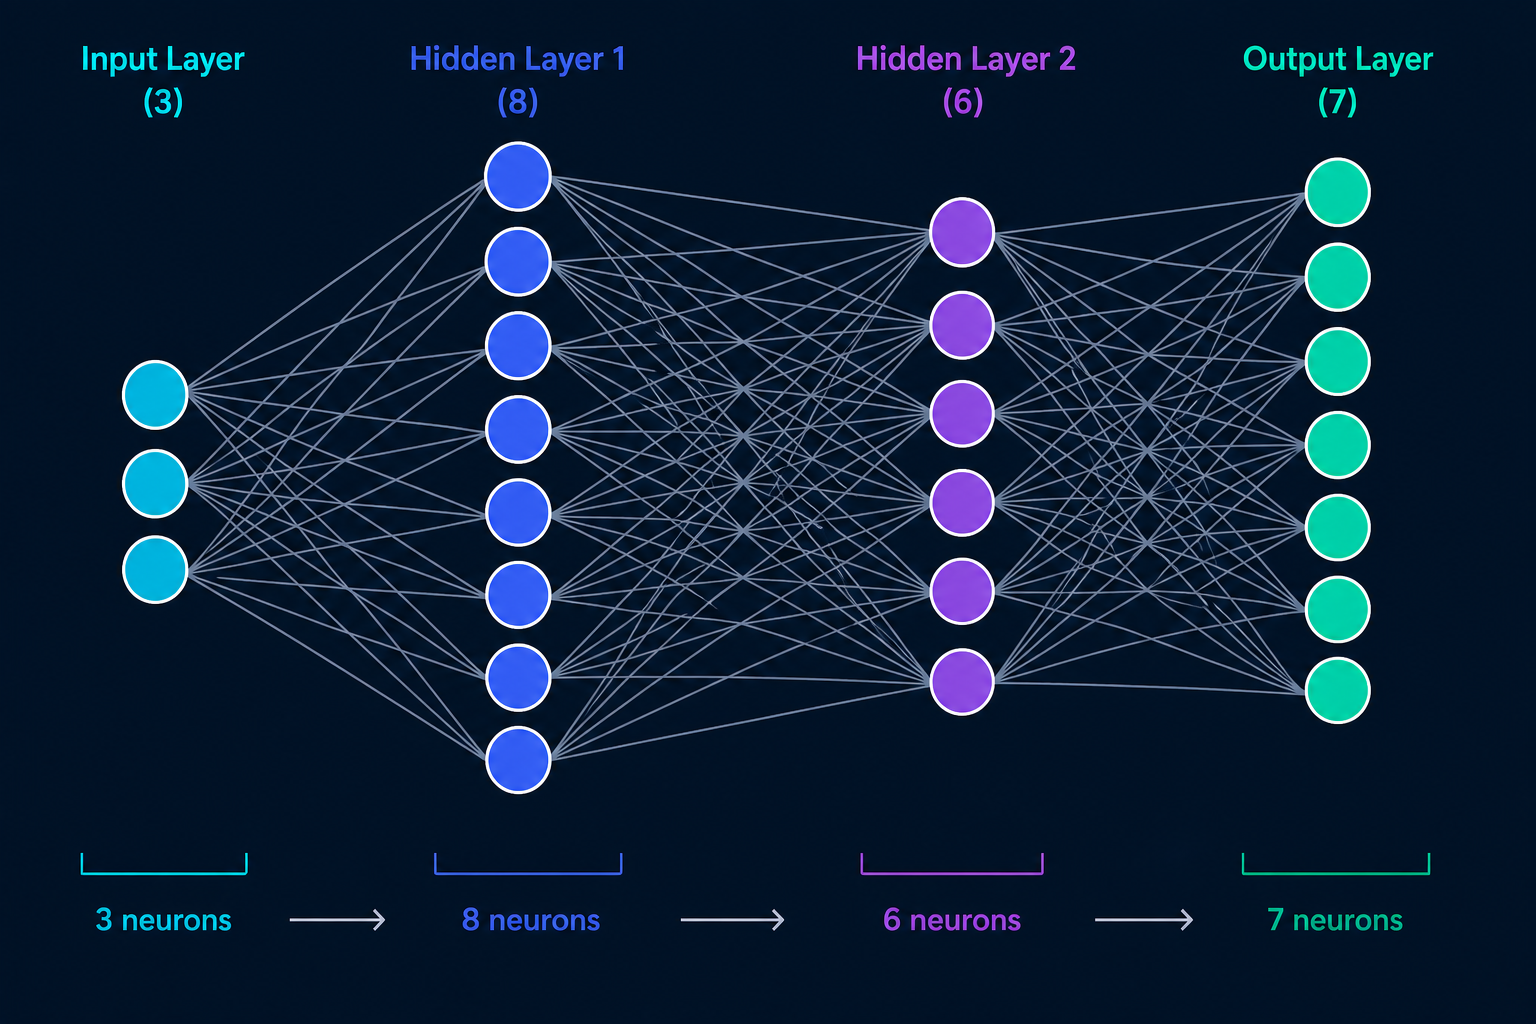 Input Layer
(3)
Hidden Layer 1
(8)
Hidden Layer 2
(6)
Output Layer
(7)
3 neurons
8 neurons
6 neurons
7 neurons